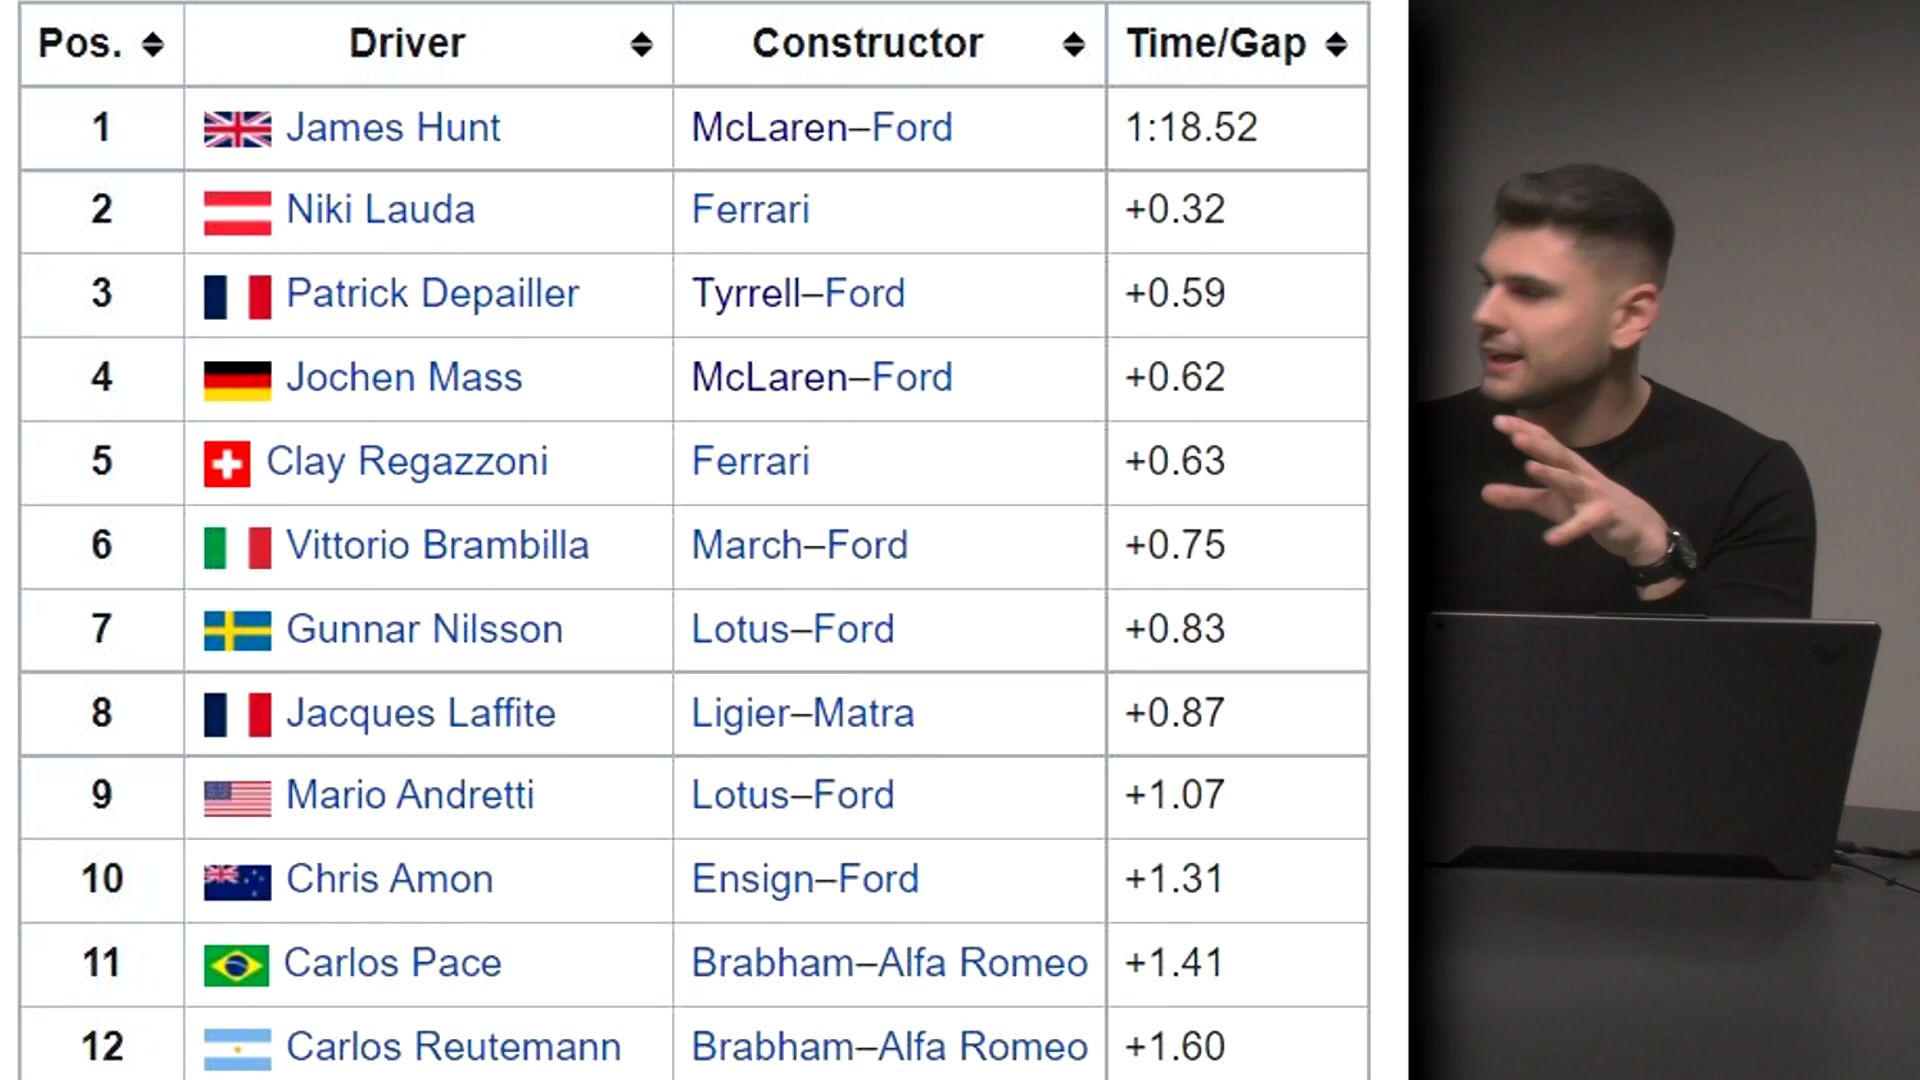 Pos. Driver Constructor Time/Gap
1 James Hunt McLaren–Ford 1:18.52
2 Niki Lauda Ferrari +0.32
3 Patrick Depailler Tyrrell–Ford +0.59
4 Jochen Mass McLaren–Ford +0.62
5 Clay Regazzoni Ferrari +0.63
6 Vittorio Brambilla March–Ford +0.75
7 Gunnar Nilsson Lotus–Ford +0.83
8 Jacques Laffite Ligier–Matra +0.87
9 Mario Andretti Lotus–Ford +1.07
10 Chris Amon Ensign–Ford +1.31
11 Carlos Pace Brabham–Alfa Romeo +1.41
12 Carlos Reutemann Brabham–Alfa Romeo +1.60